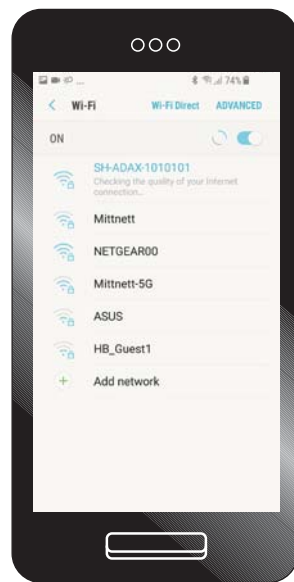 ... 74%
Wi-Fi Wi-Fi Direct ADVANCED
ON
SH-ADAX-1010101
Checking the quality of your Internet
connection...
Mittnett
NETGEAR00
Mittnett-5G
ASUS
HB_Guest1
Add network